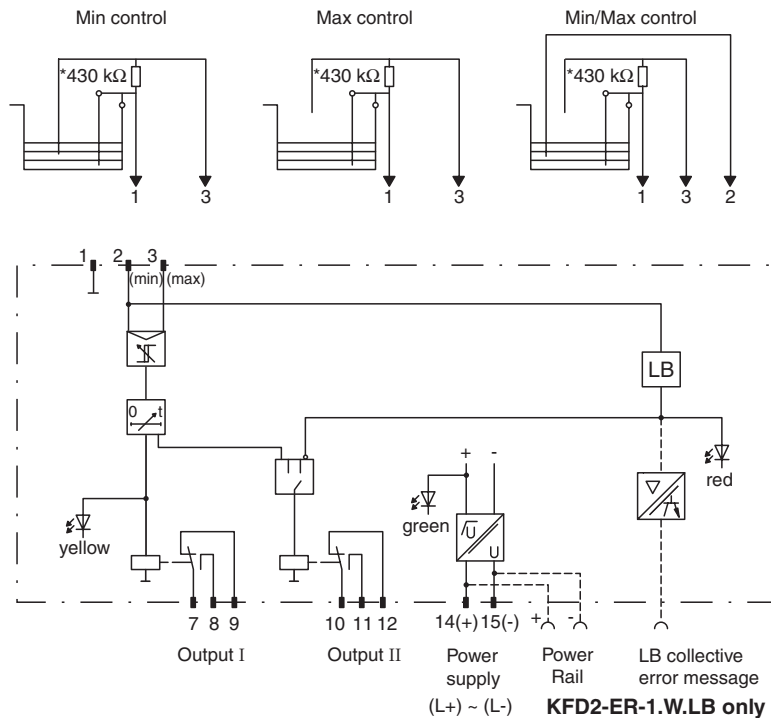 Min control
Max control
Min/Max control
*430 kΩ
*430 kΩ
*430 kΩ
1 3
1 3
1 3 2
1 2 3
(min) (max)
LB
0 t
+ -
red
green
yellow
U
U
7 8 9
10 11 12
14(+) 15(-)
+ -
Output I
Output II
Power
supply
(L+) ~ (L-)
Power
Rail
LB collective
error message
KFD2-ER-1.W.LB only